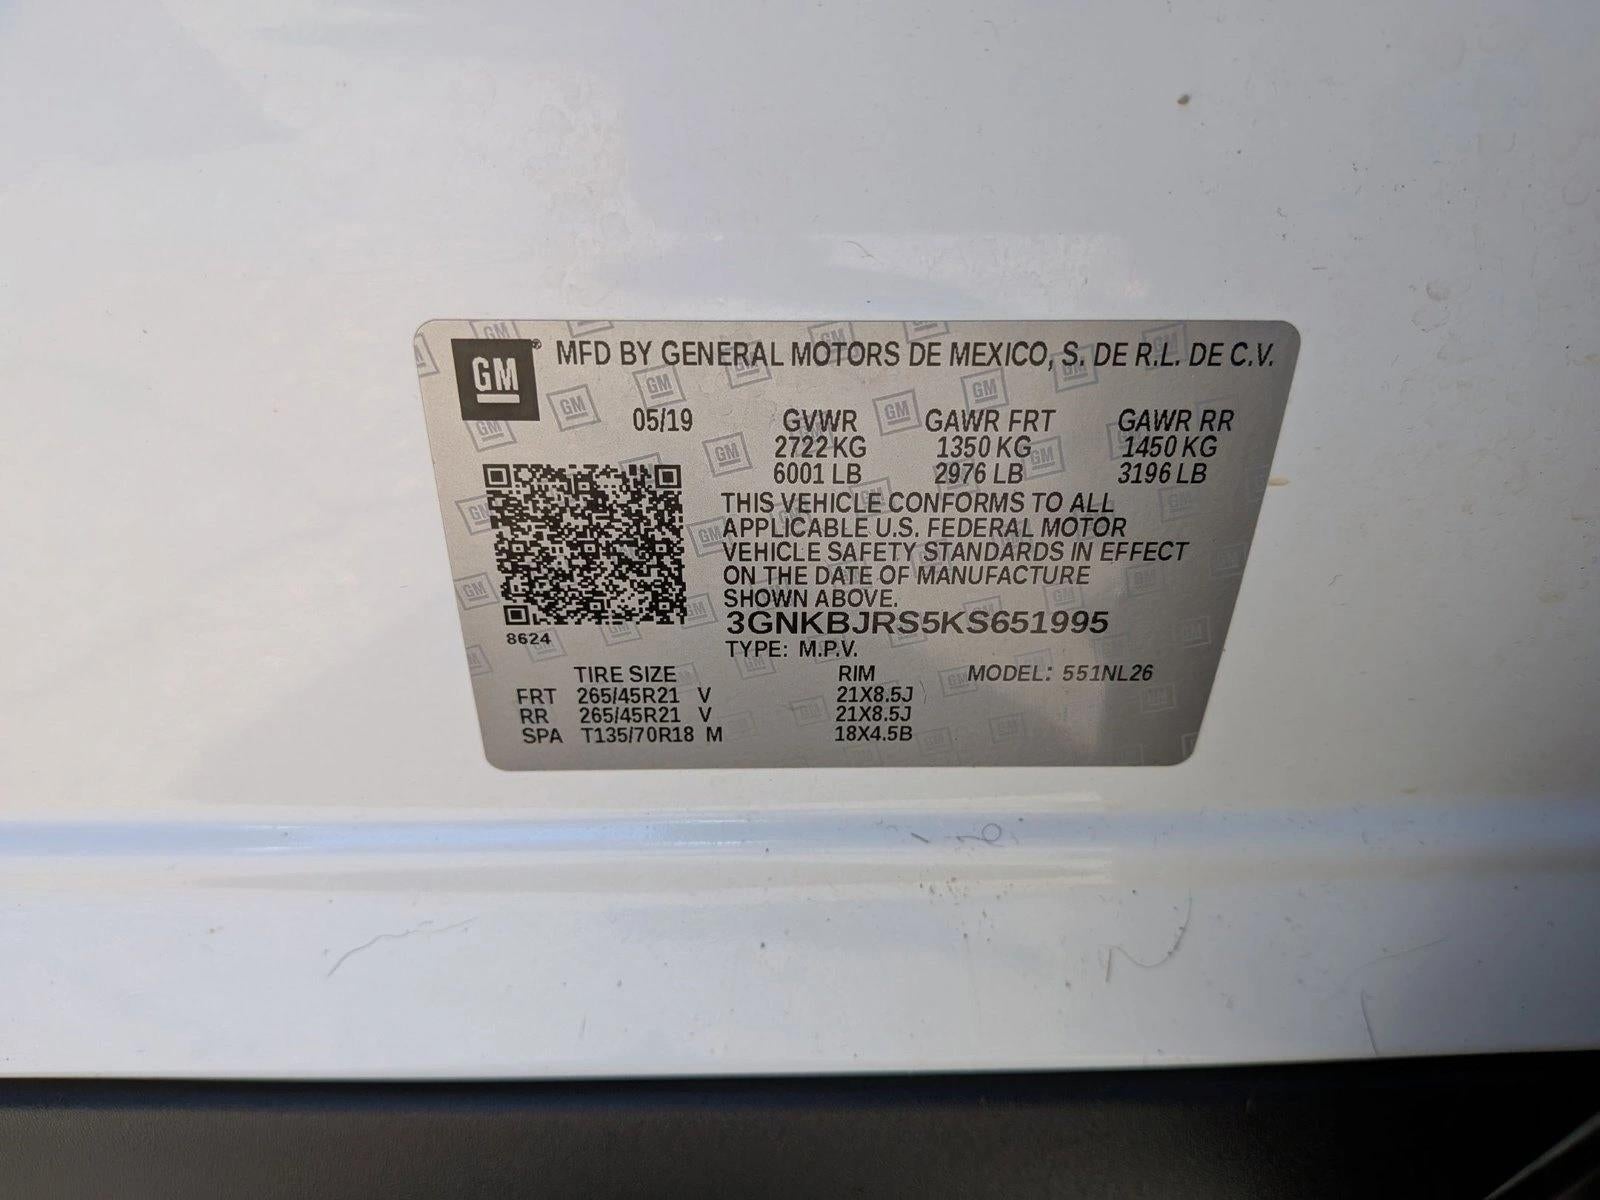 GM ® MFD BY GENERAL MOTORS DE MEXICO, S. DE R.L. DE C.V.
05/19 GVWR GAWR FRT GAWR RR
2722 KG 1350 KG 1450 KG
6001 LB 2976 LB 3196 LB
THIS VEHICLE CONFORMS TO ALL
APPLICABLE U.S. FEDERAL MOTOR
VEHICLE SAFETY STANDARDS IN EFFECT
ON THE DATE OF MANUFACTURE
SHOWN ABOVE.
3GNKBJRS5KS651995
8624
TYPE: M.P.V.
TIRE SIZE RIM MODEL: 551NL26
FRT 265/45R21 V 21X8.5J
RR 265/45R21 V 21X8.5J
SPA T135/70R18 M 18X4.5B